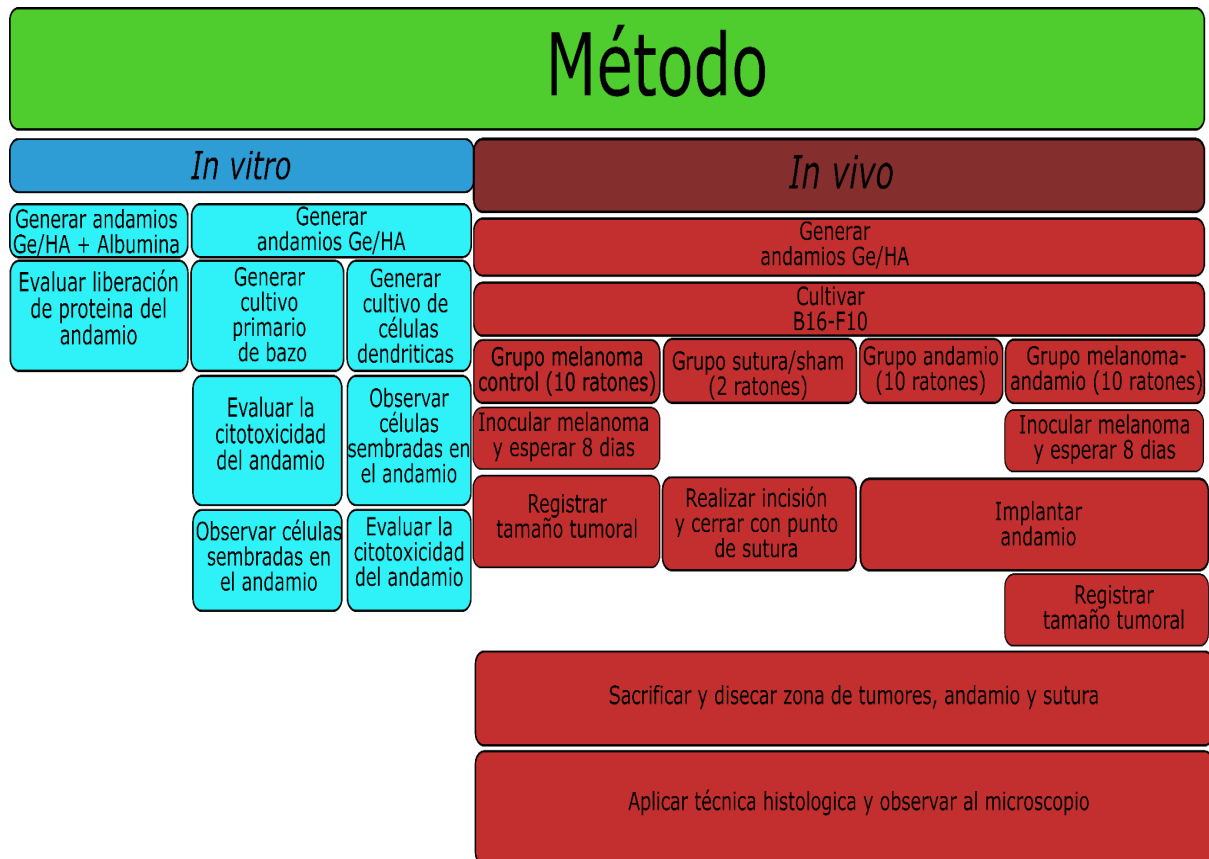 Método
In vitro
In vivo
Generar andamios
Ge/HA + Albumina
Generar
andamios Ge/HA
Generar
andamios Ge/HA
Evaluar liberación
de proteina del
andamio
Generar
cultivo
primario
de bazo
Generar
cultivo de
células
dendriticas
Cultivar
B16-F10
Grupo melanoma
control (10 ratones)
Grupo sutura/sham
(2 ratones)
Grupo andamio
(10 ratones)
Grupo melanoma-
andamio (10 ratones)
Evaluar la
citotoxicidad
del andamio
Observar
células
sembradas en
el andamio
Inocular melanoma
y esperar 8 dias
Inocular melanoma
y esperar 8 dias
Observar células
sembradas en
el andamio
Evaluar la
citotoxicidad
del andamio
Registrar
tamaño tumoral
Realizar incisión
y cerrar con punto
de sutura
Implantar
andamio
Registrar
tamaño tumoral
Sacrificar y disecar zona de tumores, andamio y sutura
Aplicar técnica histologica y observar al microscopio